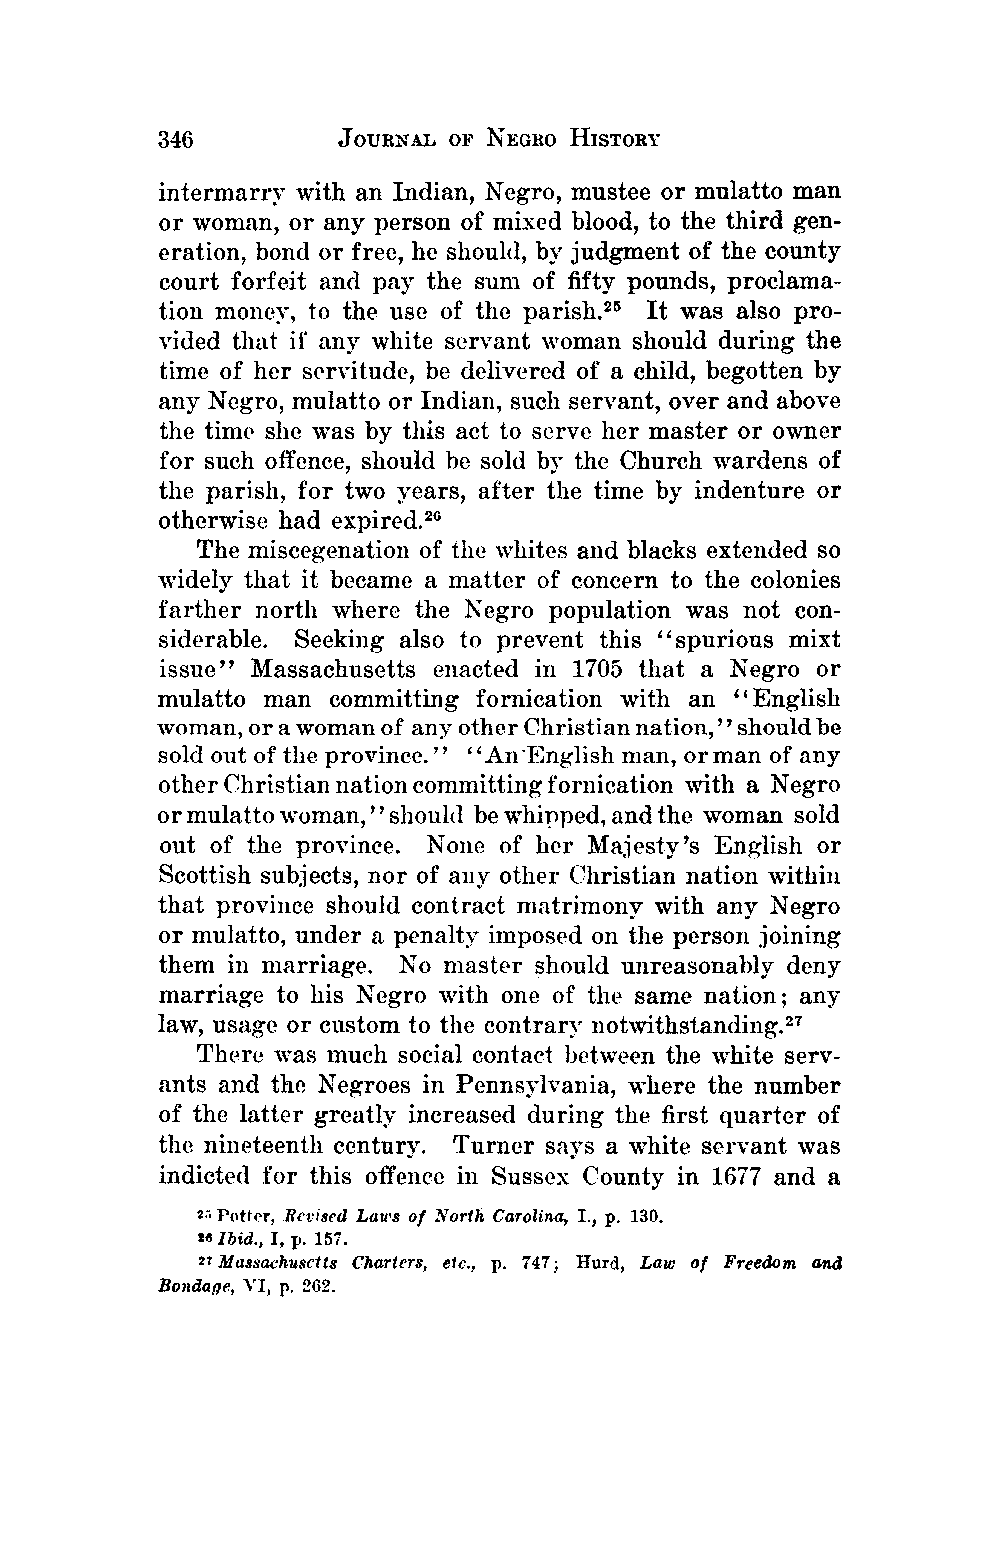 346 JOURNAL OF NEGRO HISTORY
intermarry with an Indian, Negro, mustee or mulatto man
or woman, or any person of mixed blood, to the third gen-
eration, bond or free, he should, by judgment of the county
court forfeit and pay the sum of fifty pounds, proclama-
tion money, to the use of the parish.²⁵ It was also pro-
vided that if any white servant woman should during the
time of her servitude, be delivered of a child, begotten by
any Negro, mulatto or Indian, such servant, over and above
the time she was by this act to serve her master or owner
for such offence, should be sold by the Church wardens of
the parish, for two years, after the time by indenture or
otherwise had expired.²⁶
The miscegenation of the whites and blacks extended so
widely that it became a matter of concern to the colonies
farther north where the Negro population was not con-
siderable. Seeking also to prevent this "spurious mixt
issue" Massachusetts enacted in 1705 that a Negro or
mulatto man committing fornication with an "English
woman, or a woman of any other Christian nation," should be
sold out of the province." "An English man, or man of any
other Christian nation committing fornication with a Negro
or mulatto woman," should be whipped, and the woman sold
out of the province. None of her Majesty's English or
Scottish subjects, nor of any other Christian nation within
that province should contract matrimony with any Negro
or mulatto, under a penalty imposed on the person joining
them in marriage. No master should unreasonably deny
marriage to his Negro with one of the same nation; any
law, usage or custom to the contrary notwithstanding.²⁷
There was much social contact between the white serv-
ants and the Negroes in Pennsylvania, where the number
of the latter greatly increased during the first quarter of
the nineteenth century. Turner says a white servant was
indicted for this offence in Sussex County in 1677 and a
²⁵ Potter, Revised Laws of North Carolina, I., p. 130.
²⁶ Ibid., I, p. 157.
²⁷ Massachusetts Charters, etc., p. 747; Hurd, Law of Freedom and
Bondage, VI, p. 262.